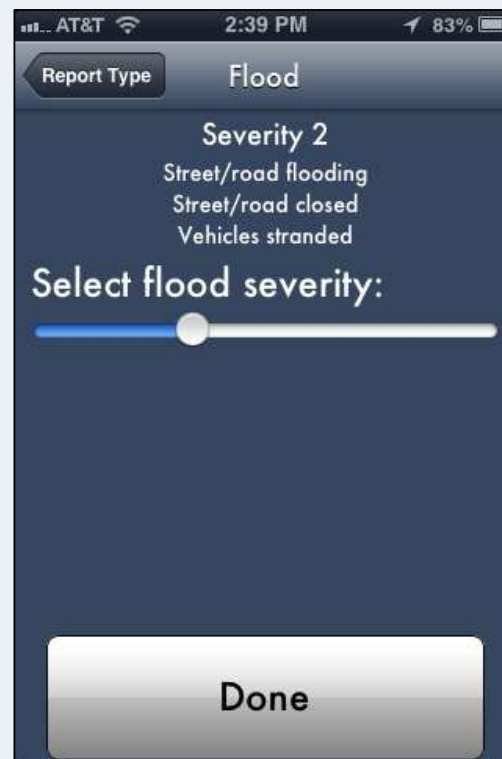 AT&T 2:39 PM 83%
Report Type Flood
Severity 2
Street/road flooding
Street/road closed
Vehicles stranded
Select flood severity:
Done